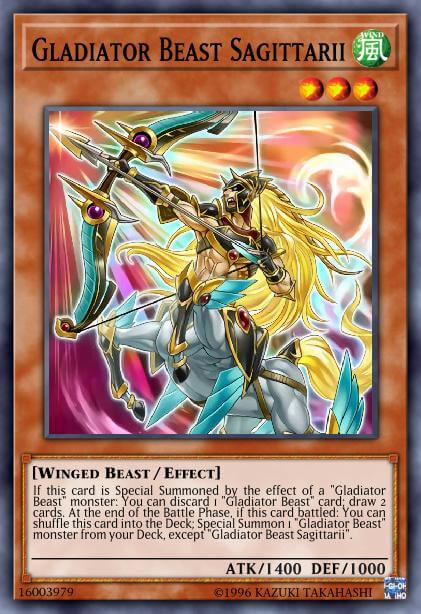 Gladiator Beast Sagittarii
WIND
風
[Winged Beast / Effect]
If this card is Special Summoned by the effect of a "Gladiator
Beast" monster: You can discard 1 "Gladiator Beast" card; draw 2
cards. At the end of the Battle Phase, if this card battled: You can
shuffle this card into the Deck; Special Summon 1 "Gladiator Beast"
monster from your Deck, except "Gladiator Beast Sagittarii".
ATK/1400 DEF/1000
16003979 ©1996 KAZUKI TAKAHASHI